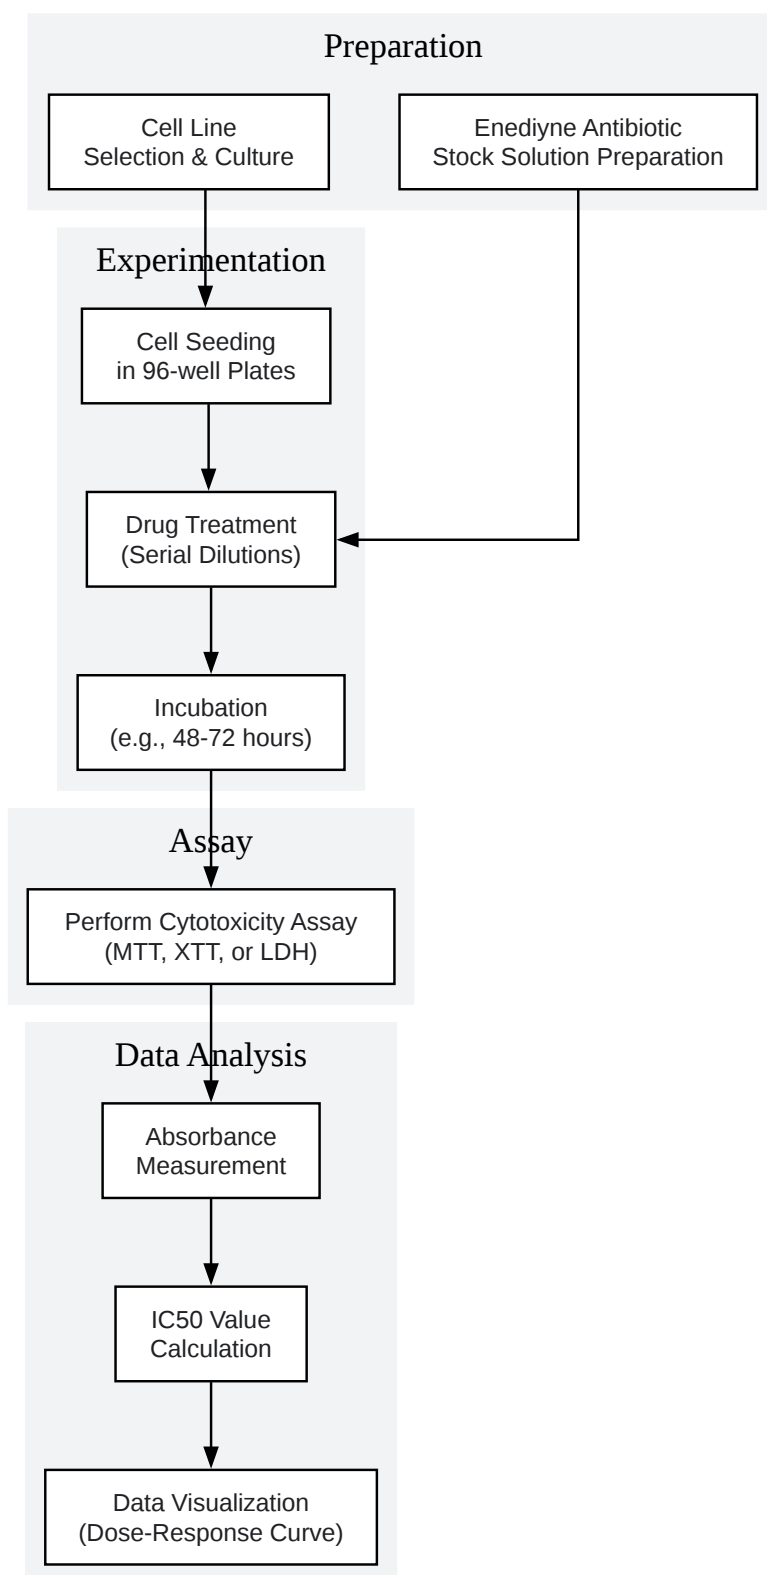 Preparation
Cell Line
Selection & Culture
Enediyne Antibiotic
Stock Solution Preparation
Experimentation
Cell Seeding
in 96-well Plates
Drug Treatment
(Serial Dilutions)
Incubation
(e.g., 48-72 hours)
Assay
Perform Cytotoxicity Assay
(MTT, XTT, or LDH)
Data Analysis
Absorbance
Measurement
IC50 Value
Calculation
Data Visualization
(Dose-Response Curve)